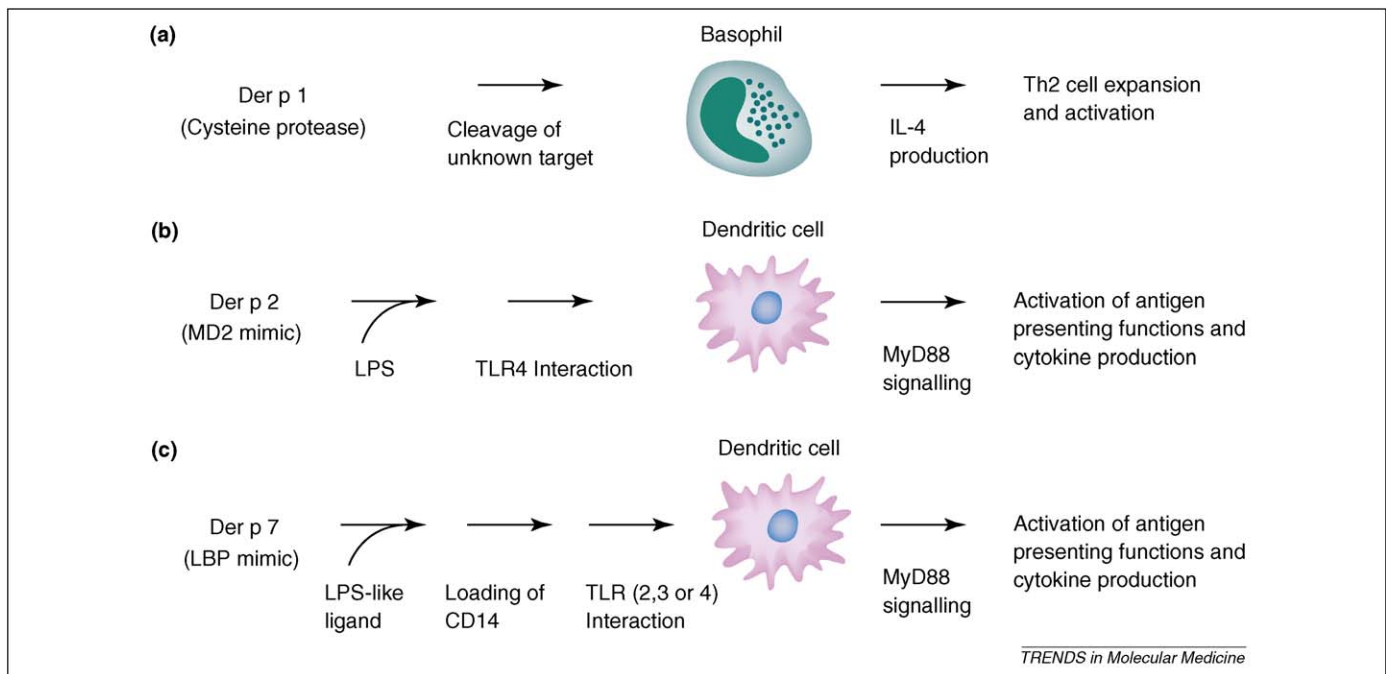 (a)
Basophil
Der p 1
(Cysteine protease)
Cleavage of
unknown target
IL-4
production
Th2 cell expansion
and activation
(b)
Dendritic cell
Der p 2
(MD2 mimic)
LPS
TLR4 Interaction
MyD88
signalling
Activation of antigen
presenting functions and
cytokine production
(c)
Dendritic cell
Der p 7
(LBP mimic)
LPS-like
ligand
Loading of
CD14
TLR (2,3 or 4)
Interaction
MyD88
signalling
Activation of antigen
presenting functions and
cytokine production
TRENDS in Molecular Medicine